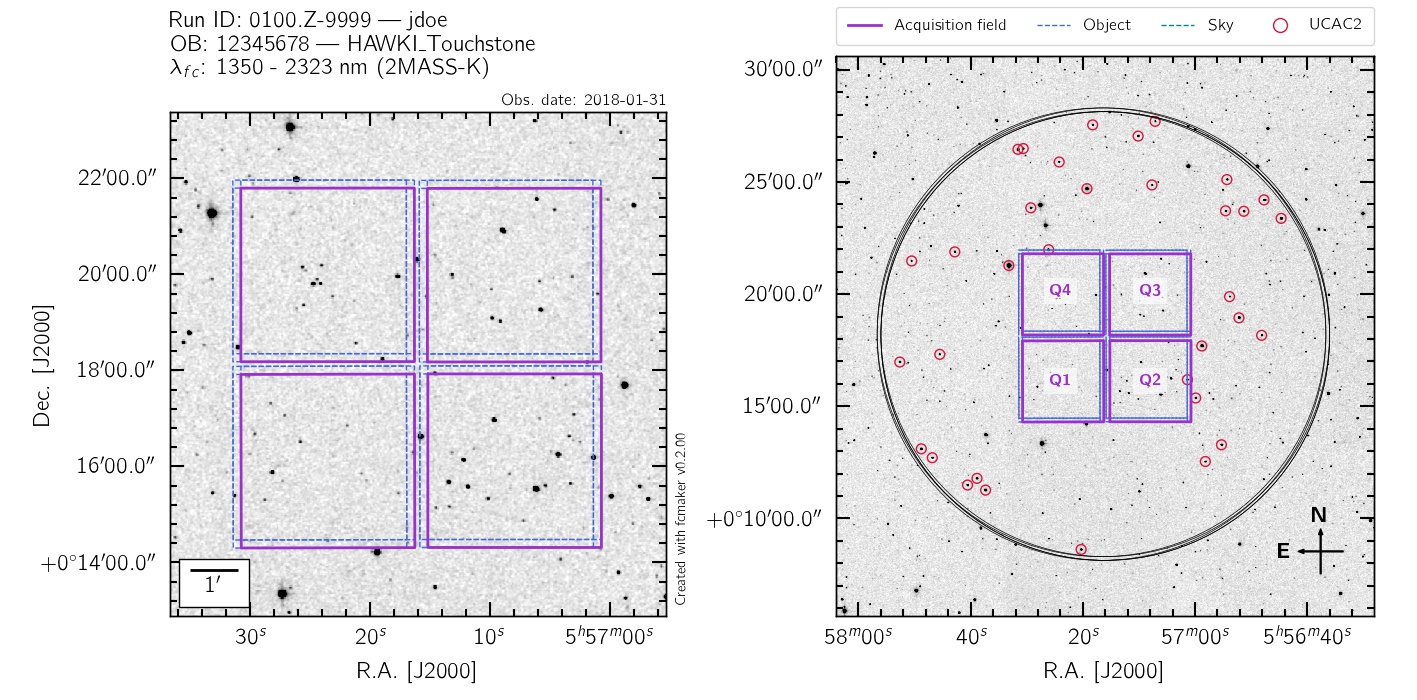 Run ID: 0100.Z-9999 — jdoe
OB: 12345678 — HAWKI_Touchstone
λfc: 1350 - 2323 nm (2MASS-K)
Obs. date: 2018-01-31
22′00.0″
20′00.0″
18′00.0″
16′00.0″
+0°14′00.0″
Dec. [J2000]
1′
30s
20s
10s
5h57m00s
R.A. [J2000]
Created with fcmaker v0.2.00
Acquisition field
Object
Sky
UCAC2
30′00.0″
25′00.0″
20′00.0″
15′00.0″
+0°10′00.0″
Q4
Q3
Q1
Q2
N
E
58m00s
40s
20s
57m00s
5h56m40s
R.A. [J2000]